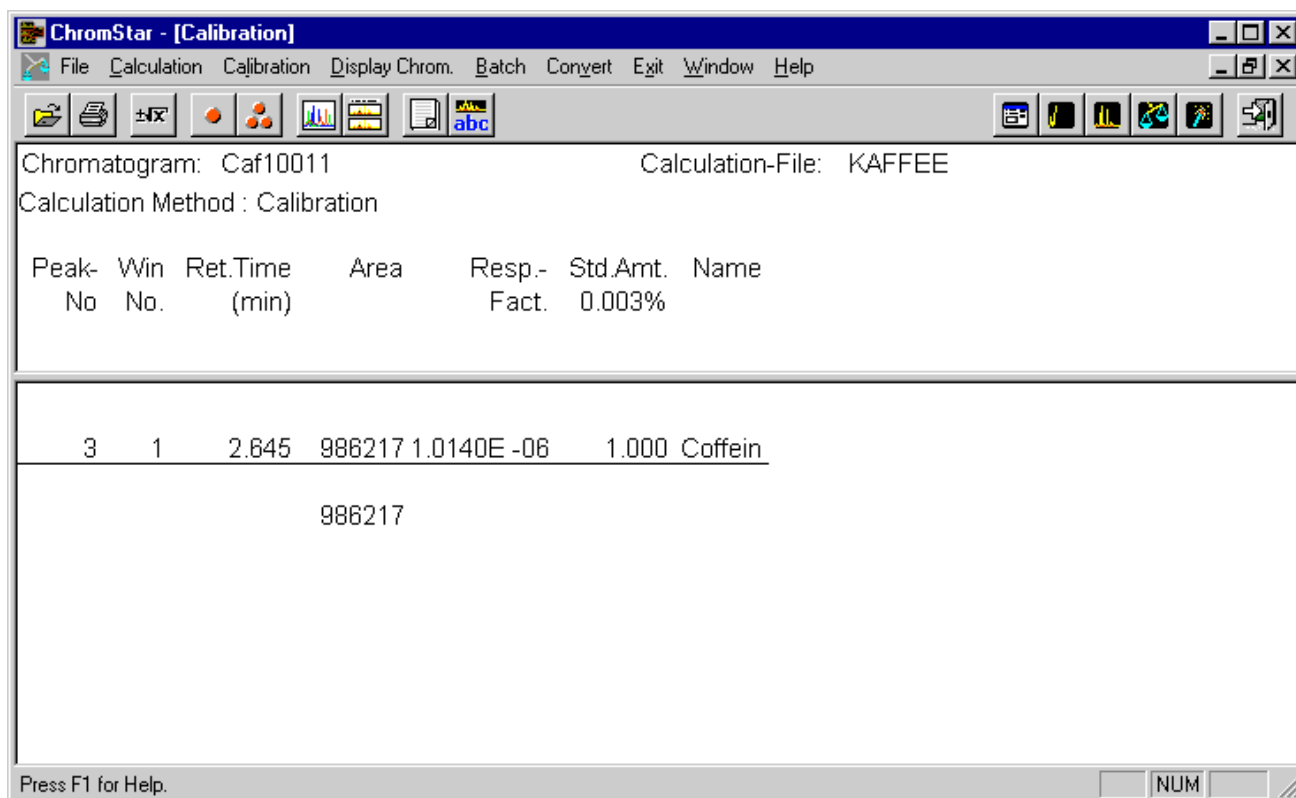 ChromStar - [Calibration]
File Calculation Calibration Display Chrom. Batch Convert Exit Window Help
±√x abc
Chromatogram: Caf10011 Calculation-File: KAFFEE
Calculation Method : Calibration
Peak- Win Ret.Time Area Resp.- Std.Amt. Name
No No. (min) Fact. 0.003%
3 1 2.645 986217 1.0140E -06 1.000 Coffein
986217
Press F1 for Help. NUM